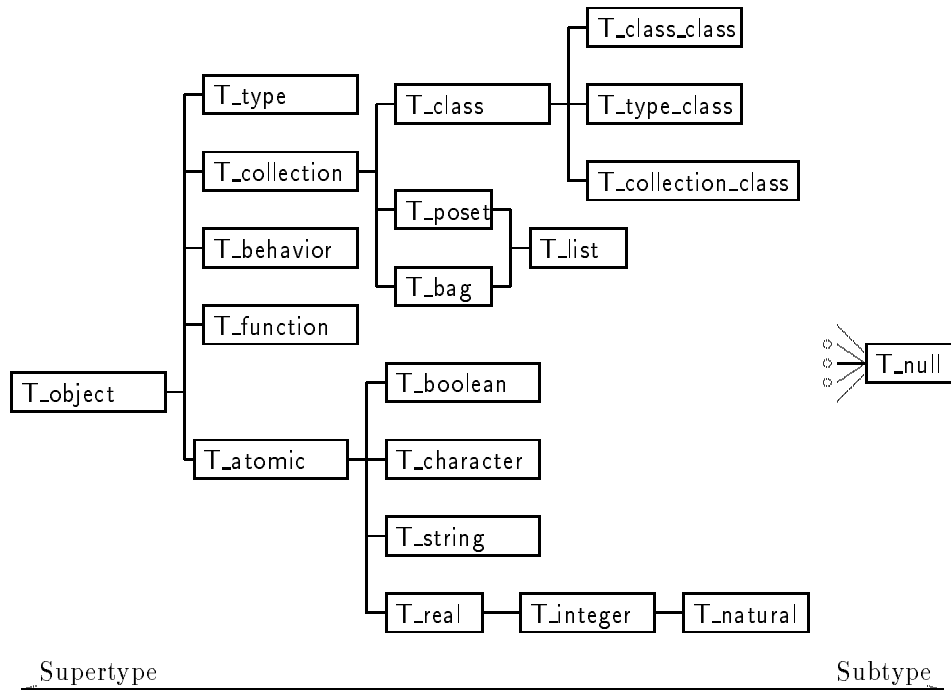 T_class_class
T_type
T_class
T_type_class
T_collection
T_collection_class
T_poset
T_behavior
T_list
T_bag
T_function
T_null
T_object
T_boolean
T_atomic
T_character
T_string
T_real
T_integer
T_natural
Supertype
Subtype